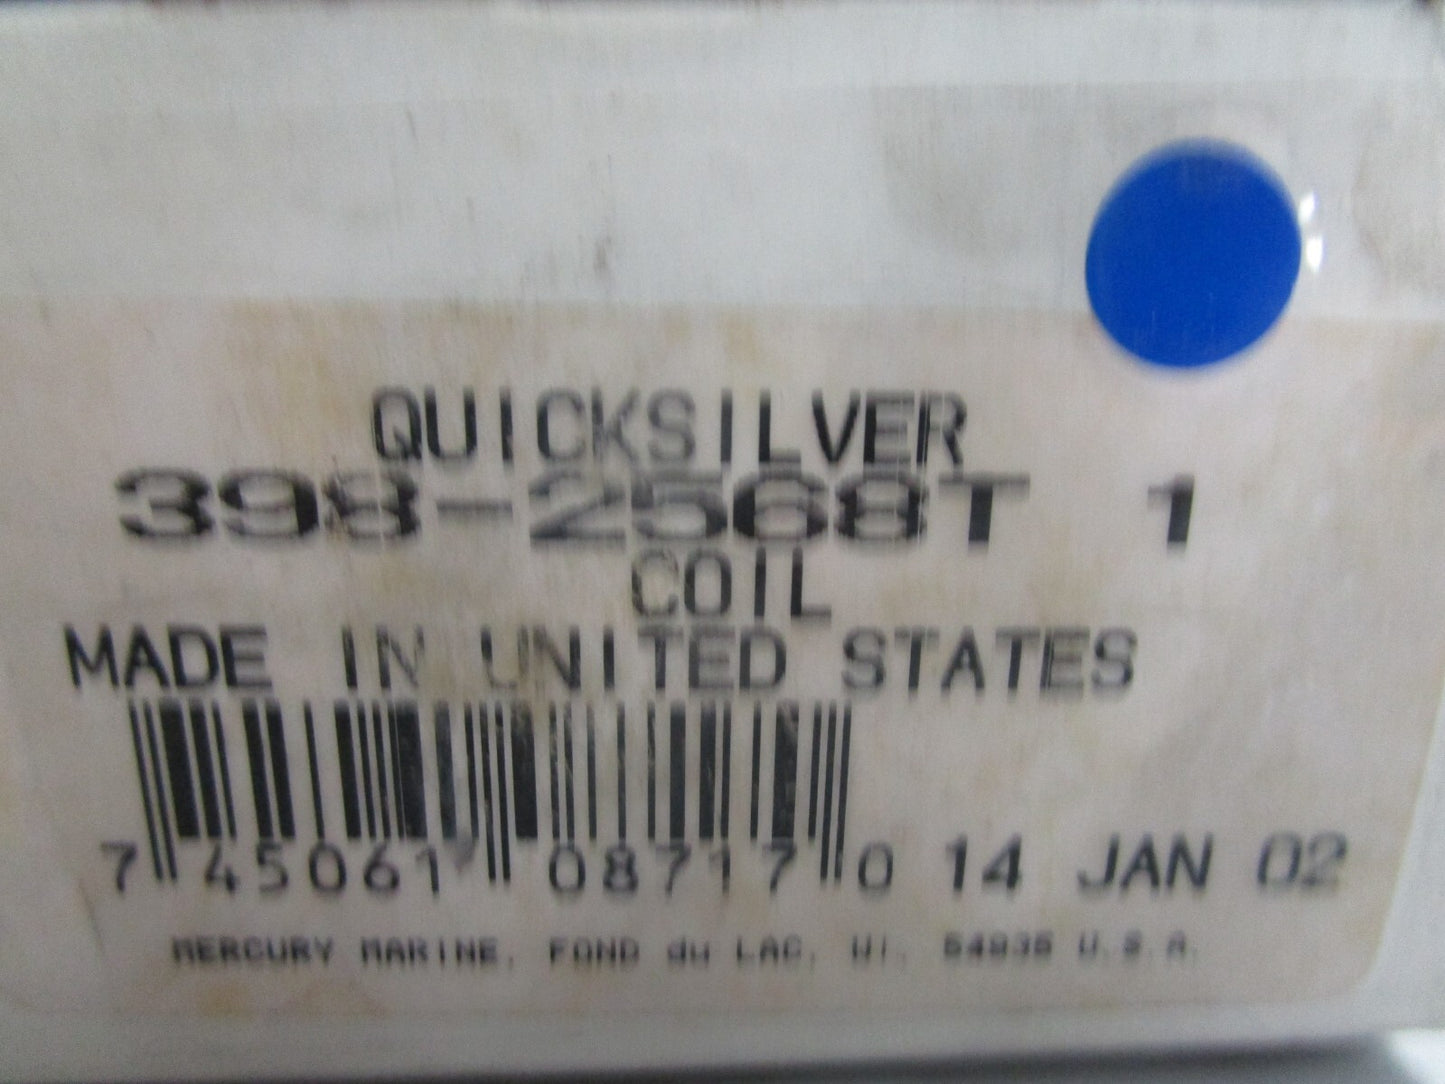 QUICKSILVER
398-2568T 1
COIL
MADE IN UNITED STATES
7 45061 08717 0 14 JAN 02
MERCURY MARINE, FOND du LAC, WI. 54935 U.S.A.